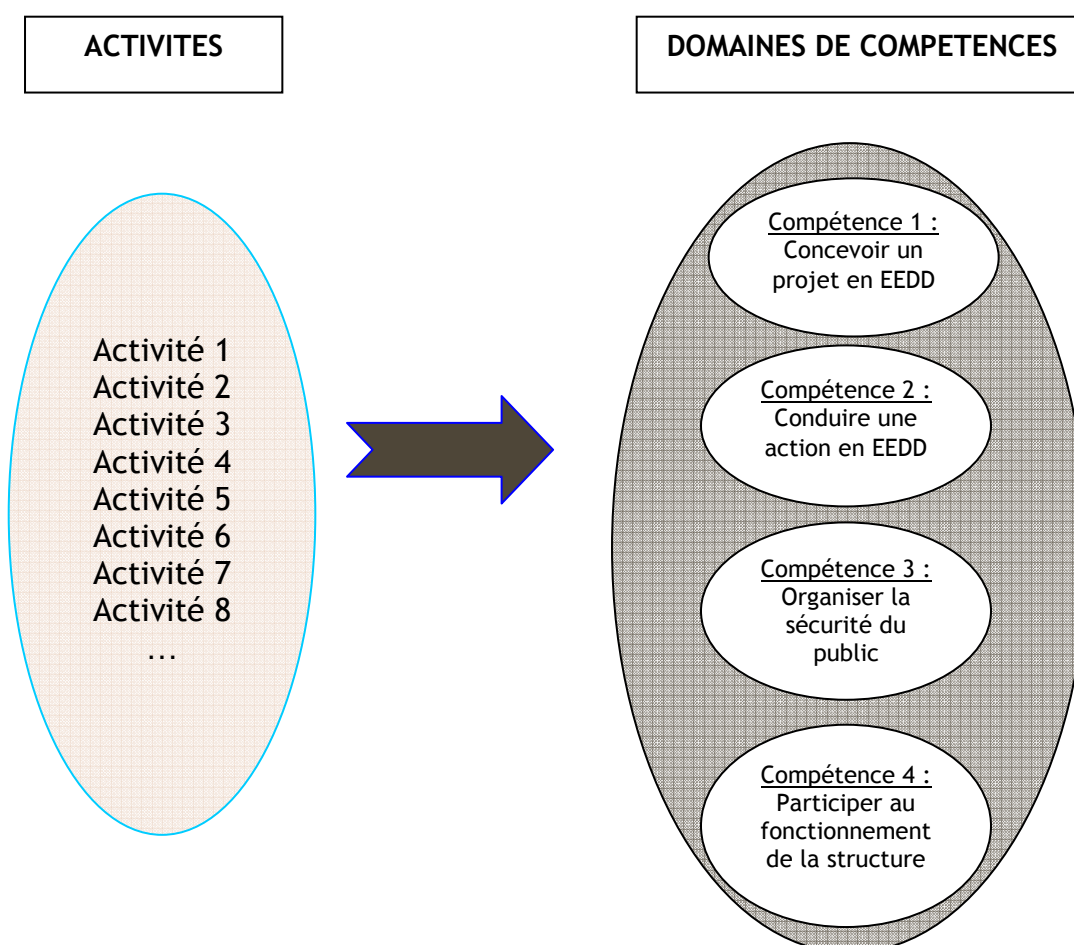 ACTIVITES
DOMAINES DE COMPETENCES
Activité 1
Activité 2
Activité 3
Activité 4
Activité 5
Activité 6
Activité 7
Activité 8
…
Compétence 1 :
Concevoir un
projet en EEDD
Compétence 2 :
Conduire une
action en EEDD
Compétence 3 :
Organiser la
sécurité du
public
Compétence 4 :
Participer au
fonctionnement
de la structure